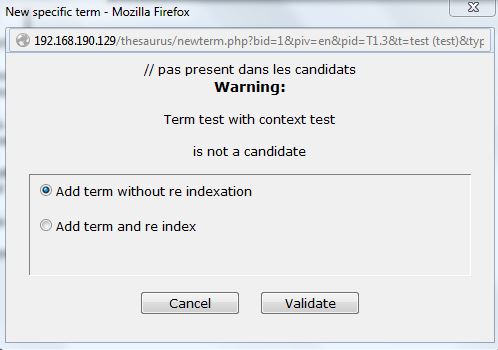 New specific term - Mozilla Firefox
192.168.190.129/thesaurus/newterm.php?bid=1&piv=en&pid=T1.3&t=test (test)&typ
// pas present dans les candidats
Warning:
Term test with context test
is not a candidate
Add term without re indexation
Add term and re index
Cancel Validate